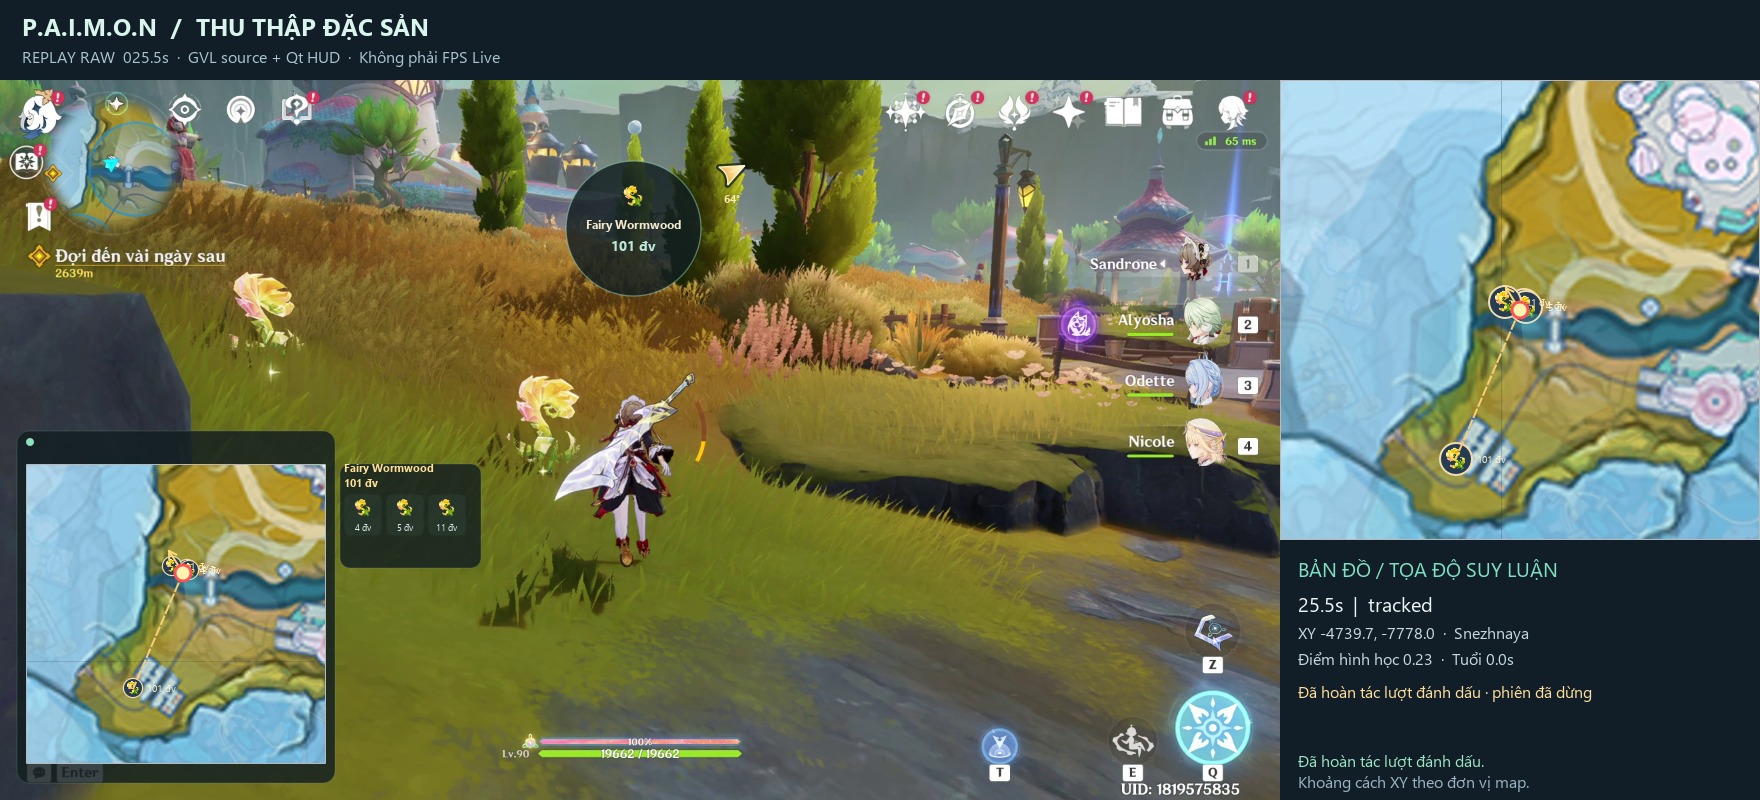 P.A.I.M.O.N / THU THẬP ĐẶC SẢN
REPLAY RAW 025.5s · GVL source + Qt HUD · Không phải FPS Live
65 ms
Đợi đến vài ngày sau
2639m
Fairy Wormwood
101 đv
64°
Sandrone
1
Alyosha
2
Odette
3
Nicole
4
Fairy Wormwood
101 đv
4 đv
5 đv
11 đv
101 đv
Enter
Lv.90
100%
19662 / 19662
Z
T
E
Q
UID: 1819575835
101 đv
BẢN ĐỒ / TỌA ĐỘ SUY LUẬN
25.5s | tracked
XY -4739.7, -7778.0 · Snezhnaya
Điểm hình học 0.23 · Tuổi 0.0s
Đã hoàn tác lượt đánh dấu · phiên đã dừng
Đã hoàn tác lượt đánh dấu.
Khoảng cách XY theo đơn vị map.